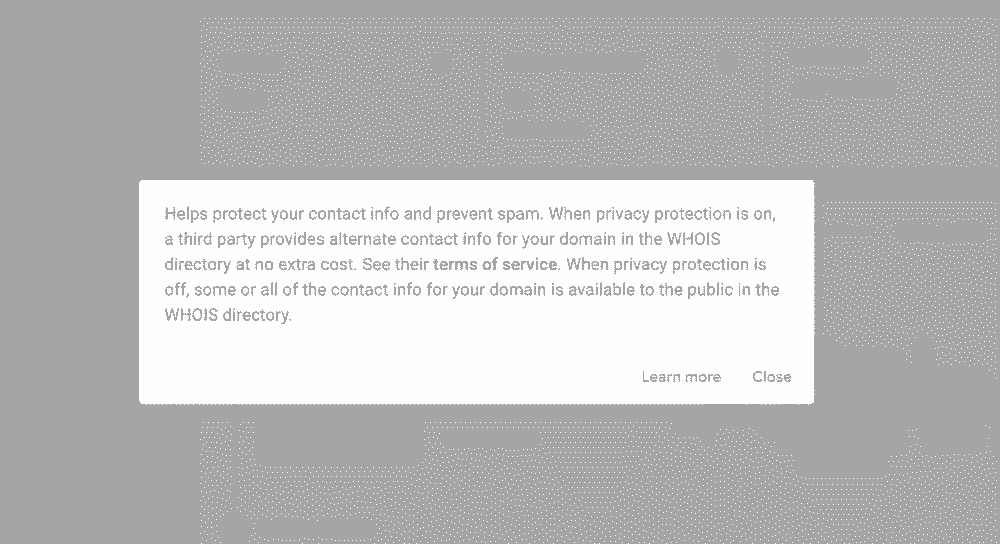 Helps protect your contact info and prevent spam. When privacy protection is on,
a third party provides alternate contact info for your domain in the WHOIS
directory at no extra cost. See their terms of service. When privacy protection is
off, some or all of the contact info for your domain is available to the public in the
WHOIS directory.
Learn more Close